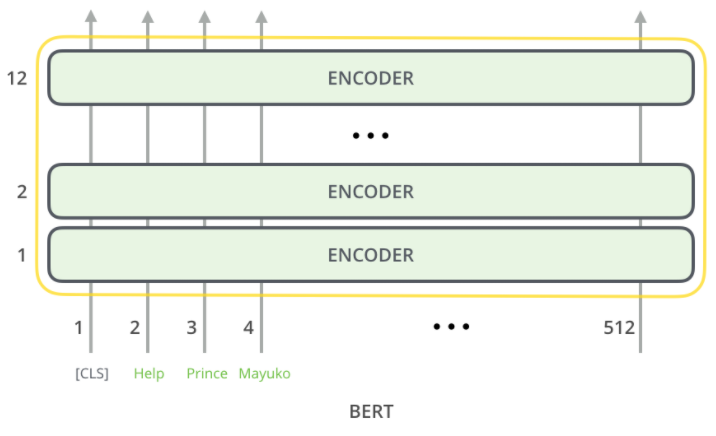 12 ENCODER
...
2 ENCODER
1 ENCODER
1 2 3 4 ... 512
[CLS] Help Prince Mayuko
BERT